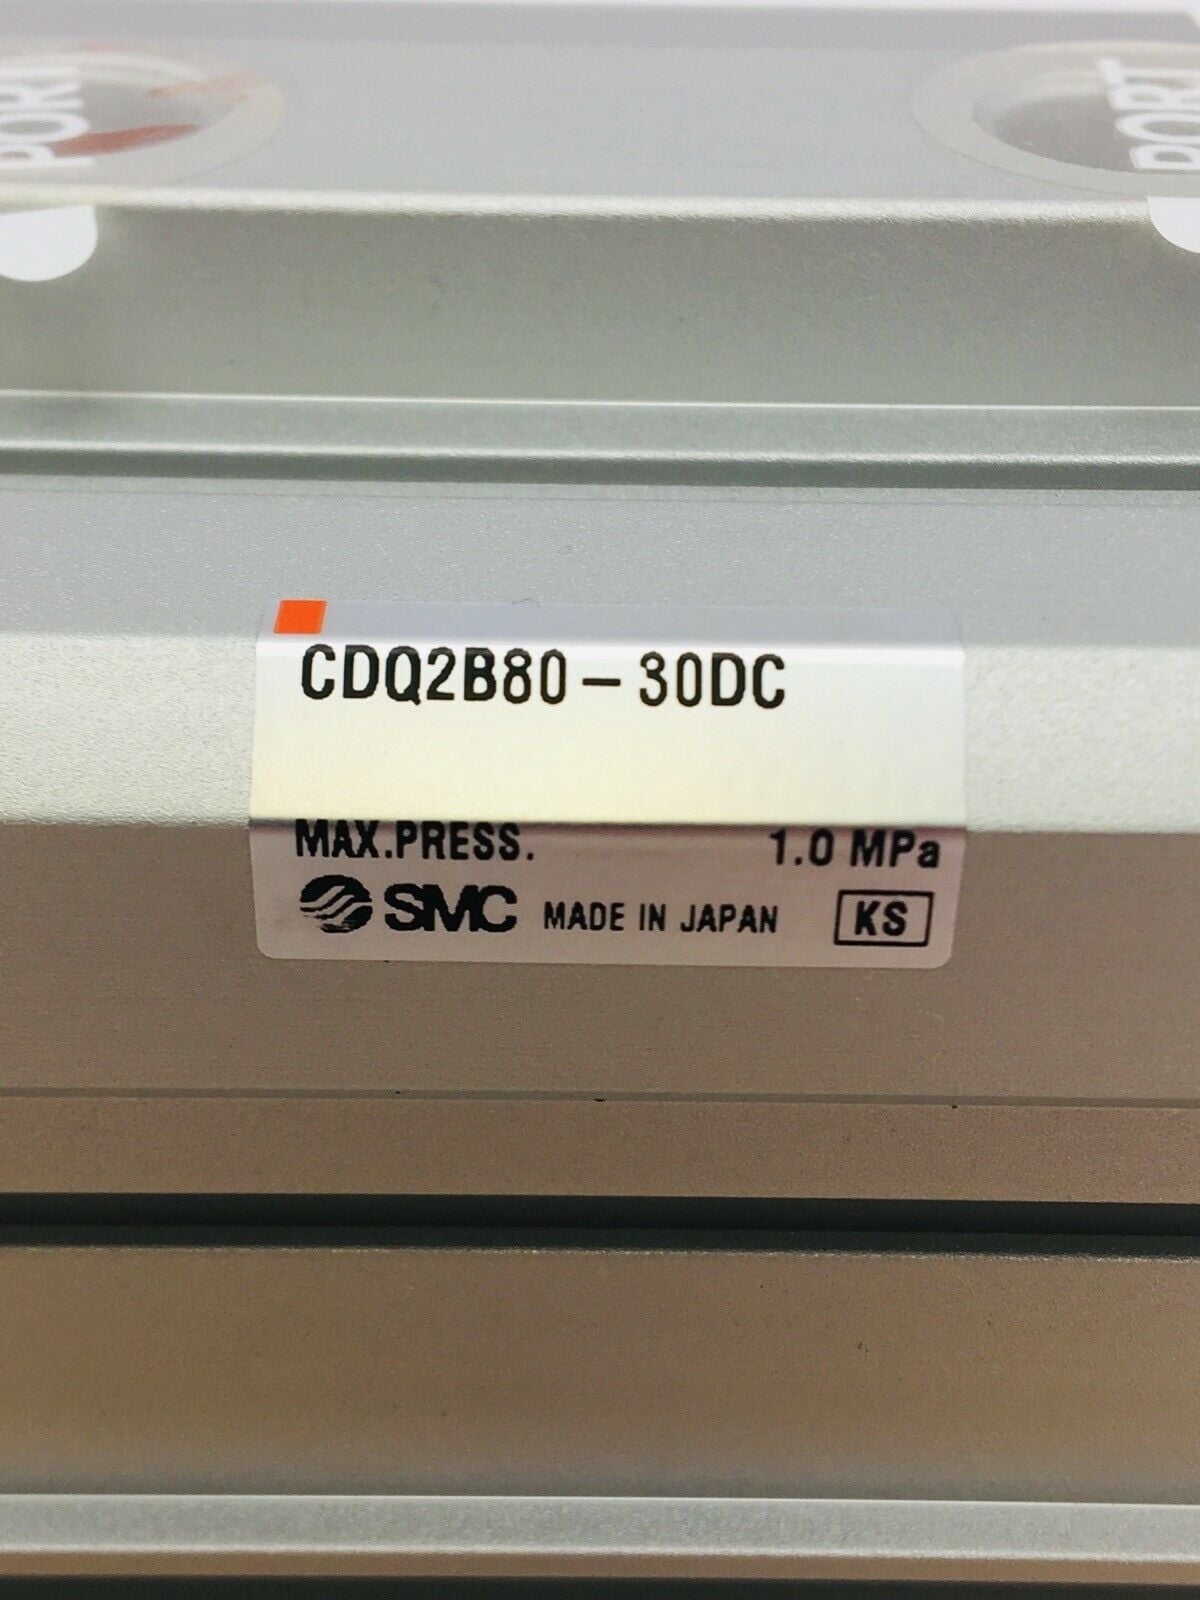 PORT
PORT
CDQ2B80-30DC
MAX.PRESS. 1.0 MPa
SMC MADE IN JAPAN KS